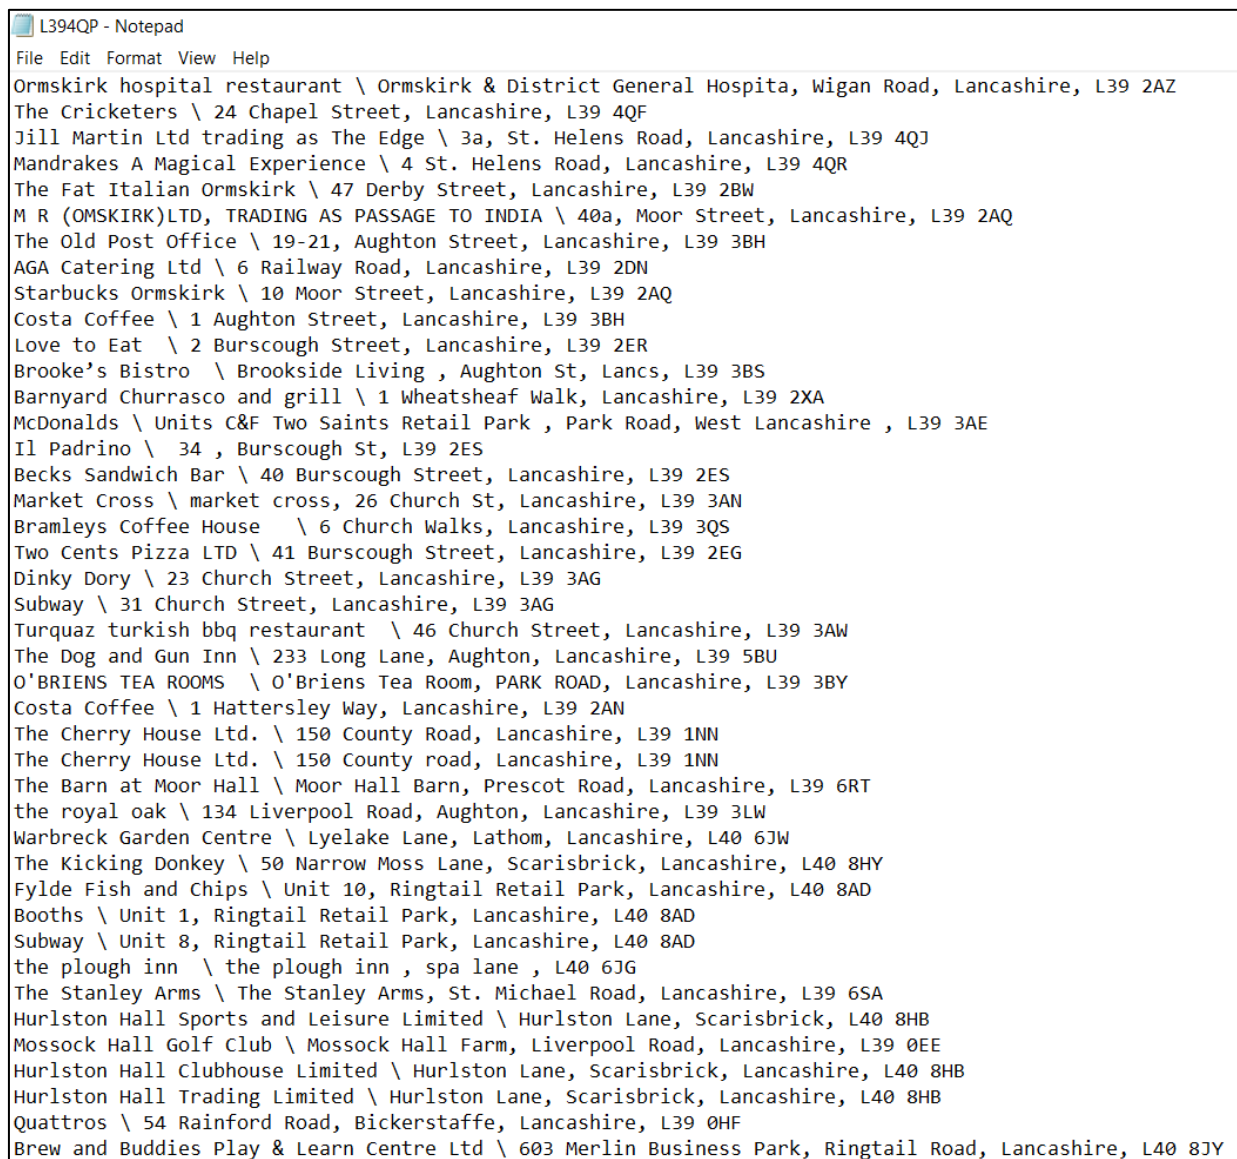 L394QP - Notepad
File Edit Format View Help
Ormskirk hospital restaurant \ Ormskirk & District General Hospita, Wigan Road, Lancashire, L39 2AZ
The Cricketers \ 24 Chapel Street, Lancashire, L39 4QF
Jill Martin Ltd trading as The Edge \ 3a, St. Helens Road, Lancashire, L39 4QJ
Mandrakes A Magical Experience \ 4 St. Helens Road, Lancashire, L39 4QR
The Fat Italian Ormskirk \ 47 Derby Street, Lancashire, L39 2BW
M R (OMSKIRK)LTD, TRADING AS PASSAGE TO INDIA \ 40a, Moor Street, Lancashire, L39 2AQ
The Old Post Office \ 19-21, Aughton Street, Lancashire, L39 3BH
AGA Catering Ltd \ 6 Railway Road, Lancashire, L39 2DN
Starbucks Ormskirk \ 10 Moor Street, Lancashire, L39 2AQ
Costa Coffee \ 1 Aughton Street, Lancashire, L39 3BH
Love to Eat  \ 2 Burscough Street, Lancashire, L39 2ER
Brooke’s Bistro  \ Brookside Living , Aughton St, Lancs, L39 3BS
Barnyard Churrasco and grill \ 1 Wheatsheaf Walk, Lancashire, L39 2XA
McDonalds \ Units C&F Two Saints Retail Park , Park Road, West Lancashire , L39 3AE
Il Padrino \  34 , Burscough St, L39 2ES
Becks Sandwich Bar \ 40 Burscough Street, Lancashire, L39 2ES
Market Cross \ market cross, 26 Church St, Lancashire, L39 3AN
Bramleys Coffee House   \ 6 Church Walks, Lancashire, L39 3QS
Two Cents Pizza LTD \ 41 Burscough Street, Lancashire, L39 2EG
Dinky Dory \ 23 Church Street, Lancashire, L39 3AG
Subway \ 31 Church Street, Lancashire, L39 3AG
Turquaz turkish bbq restaurant  \ 46 Church Street, Lancashire, L39 3AW
The Dog and Gun Inn \ 233 Long Lane, Aughton, Lancashire, L39 5BU
O'BRIENS TEA ROOMS  \ O'Briens Tea Room, PARK ROAD, Lancashire, L39 3BY
Costa Coffee \ 1 Hattersley Way, Lancashire, L39 2AN
The Cherry House Ltd. \ 150 County Road, Lancashire, L39 1NN
The Cherry House Ltd. \ 150 County road, Lancashire, L39 1NN
The Barn at Moor Hall \ Moor Hall Barn, Prescot Road, Lancashire, L39 6RT
the royal oak \ 134 Liverpool Road, Aughton, Lancashire, L39 3LW
Warbreck Garden Centre \ Lyelake Lane, Lathom, Lancashire, L40 6JW
The Kicking Donkey \ 50 Narrow Moss Lane, Scarisbrick, Lancashire, L40 8HY
Fylde Fish and Chips \ Unit 10, Ringtail Retail Park, Lancashire, L40 8AD
Booths \ Unit 1, Ringtail Retail Park, Lancashire, L40 8AD
Subway \ Unit 8, Ringtail Retail Park, Lancashire, L40 8AD
the plough inn  \ the plough inn , spa lane , L40 6JG
The Stanley Arms \ The Stanley Arms, St. Michael Road, Lancashire, L39 6SA
Hurlston Hall Sports and Leisure Limited \ Hurlston Lane, Scarisbrick, L40 8HB
Mossock Hall Golf Club \ Mossock Hall Farm, Liverpool Road, Lancashire, L39 0EE
Hurlston Hall Clubhouse Limited \ Hurlston Lane, Scarisbrick, Lancashire, L40 8HB
Hurlston Hall Trading Limited \ Hurlston Lane, Scarisbrick, Lancashire, L40 8HB
Quattros \ 54 Rainford Road, Bickerstaffe, Lancashire, L39 0HF
Brew and Buddies Play & Learn Centre Ltd \ 603 Merlin Business Park, Ringtail Road, Lancashire, L40 8JY